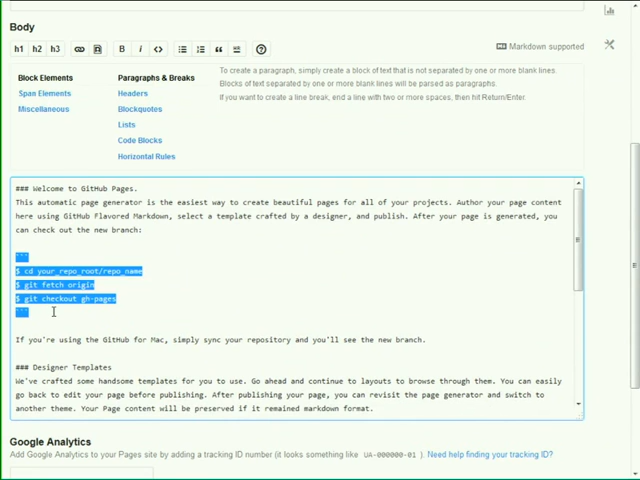 Body
h1 h2 h3 B i <> “ ?
Markdown supported
Block Elements
Span Elements
Miscellaneous
Paragraphs & Breaks
Headers
Blockquotes
Lists
Code Blocks
Horizontal Rules
To create a paragraph, simply create a block of text that is not separated by one or more blank lines.
Blocks of text separated by one or more blank lines will be parsed as paragraphs.
If you want to create a line break, end a line with two or more spaces, then hit Return/Enter.
### Welcome to GitHub Pages.
This automatic page generator is the easiest way to create beautiful pages for all of your projects. Author your page content
here using GitHub Flavored Markdown, select a template crafted by a designer, and publish. After your page is generated, you
can check out the new branch:
```
$ cd your_repo_root/repo_name
$ git fetch origin
$ git checkout gh-pages
```
If you're using the GitHub for Mac, simply sync your repository and you'll see the new branch.
### Designer Templates
We've crafted some handsome templates for you to use. Go ahead and continue to layouts to browse through them. You can easily
go back to edit your page before publishing. After publishing your page, you can revisit the page generator and switch to
another theme. Your Page content will be preserved if it remained markdown format.
Google Analytics
Add Google Analytics to your Pages site by adding a tracking ID number (it looks something like UA-000000-01 ). Need help finding your tracking ID?